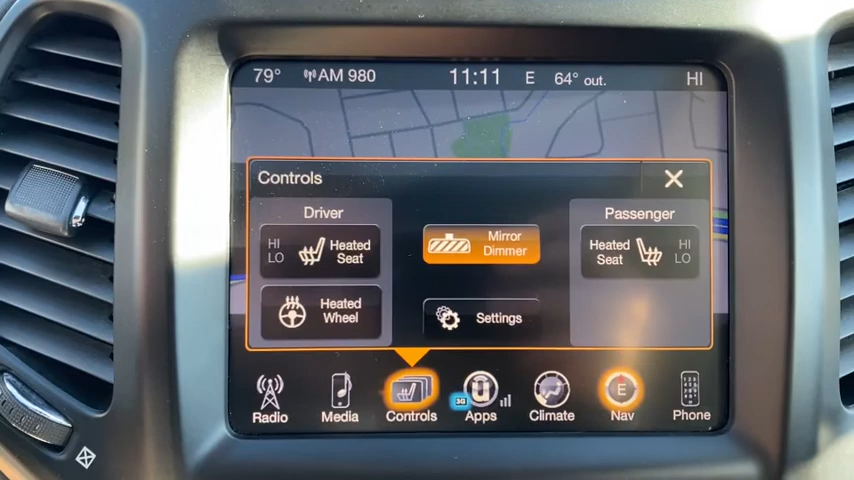 79° AM 980 11:11 E 64° out. HI
Controls
Driver
HI
LO
Heated
Seat
Heated
Wheel
Mirror
Dimmer
Settings
Passenger
Heated
Seat
HI
LO
Radio
Media
Controls
3G
Apps
Climate
E
Nav
Phone